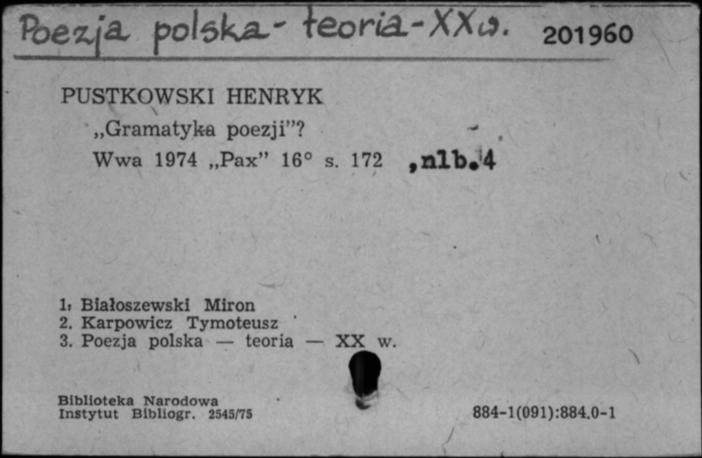 Poezja polska - teoria - XX w. 201960
PUSTKOWSKI HENRYK
„Gramatyka poezji”?
Wwa 1974 „Pax” 16° s. 172 ,nlb.4
1. Białoszewski Miron
2. Karpowicz Tymoteusz
3. Poezja polska — teoria — XX w.
Biblioteka Narodowa
Instytut Bibliogr. 2545/75 884-1(091):884.0-1